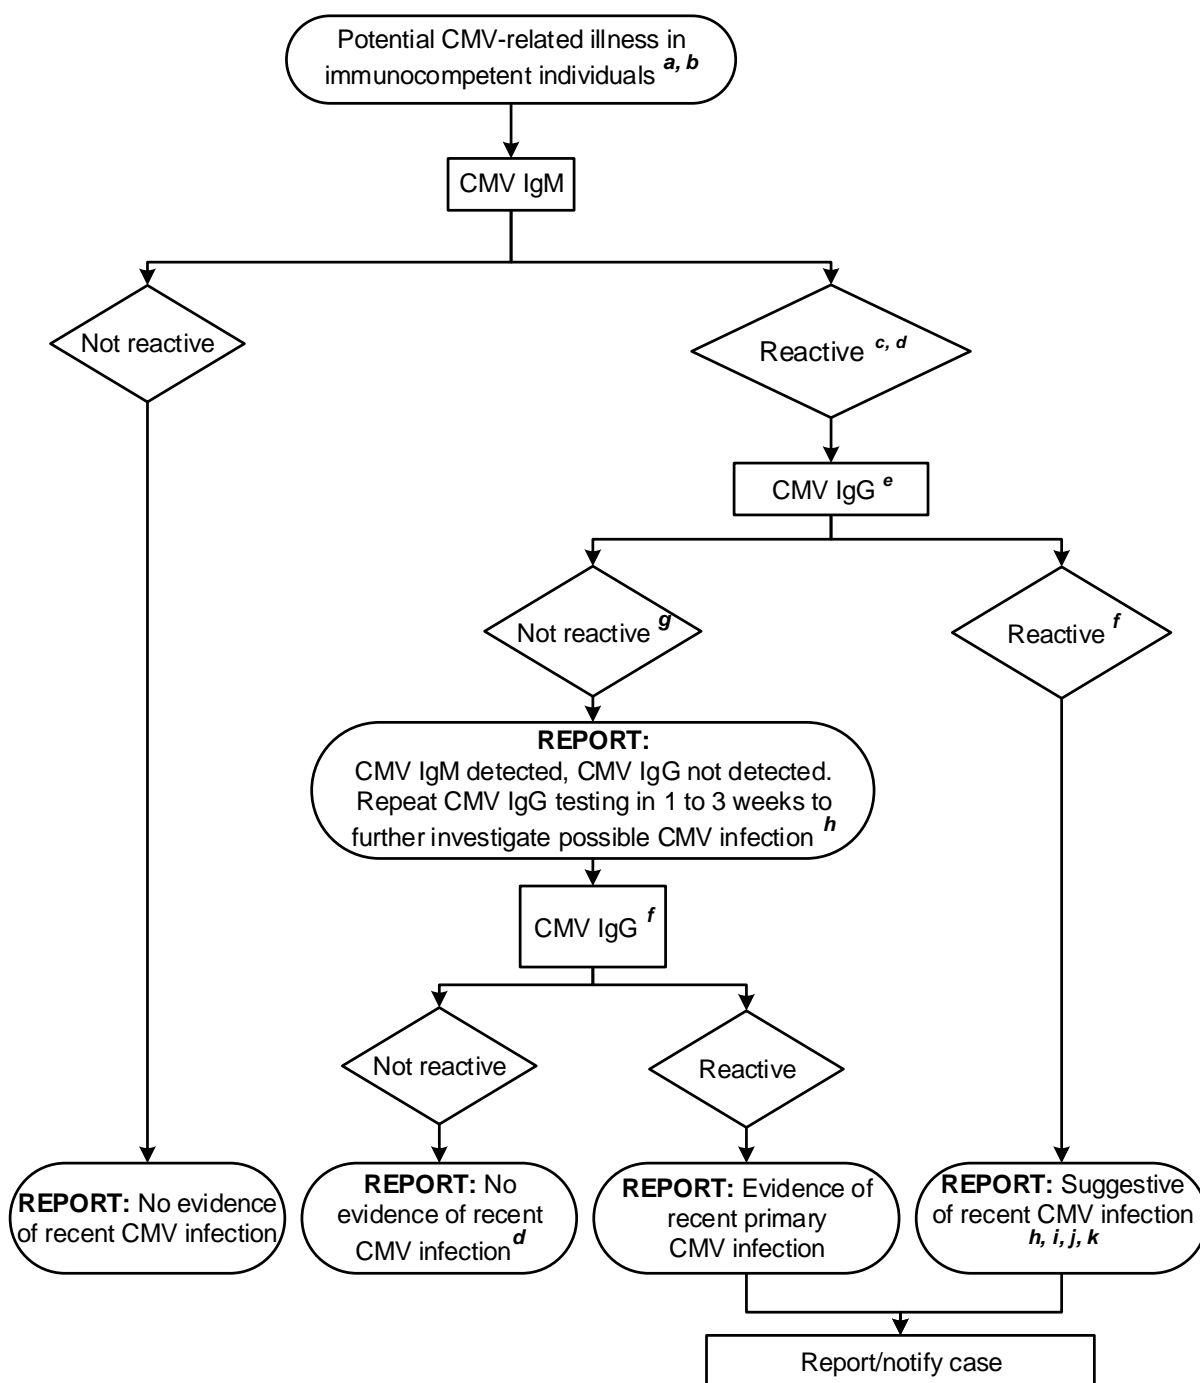 Potential CMV-related illness in
immunocompetent individuals a, b
CMV IgM
Not reactive
Reactive c, d
CMV IgG e
Not reactive g
Reactive f
REPORT:
CMV IgM detected, CMV IgG not detected.
Repeat CMV IgG testing in 1 to 3 weeks to
further investigate possible CMV infection h
CMV IgG f
Not reactive
Reactive
REPORT: No evidence
of recent CMV infection
REPORT: No
evidence of recent
CMV infection d
REPORT: Evidence of
recent primary
CMV infection
REPORT: Suggestive
of recent CMV infection
h, i, j, k
Report/notify case